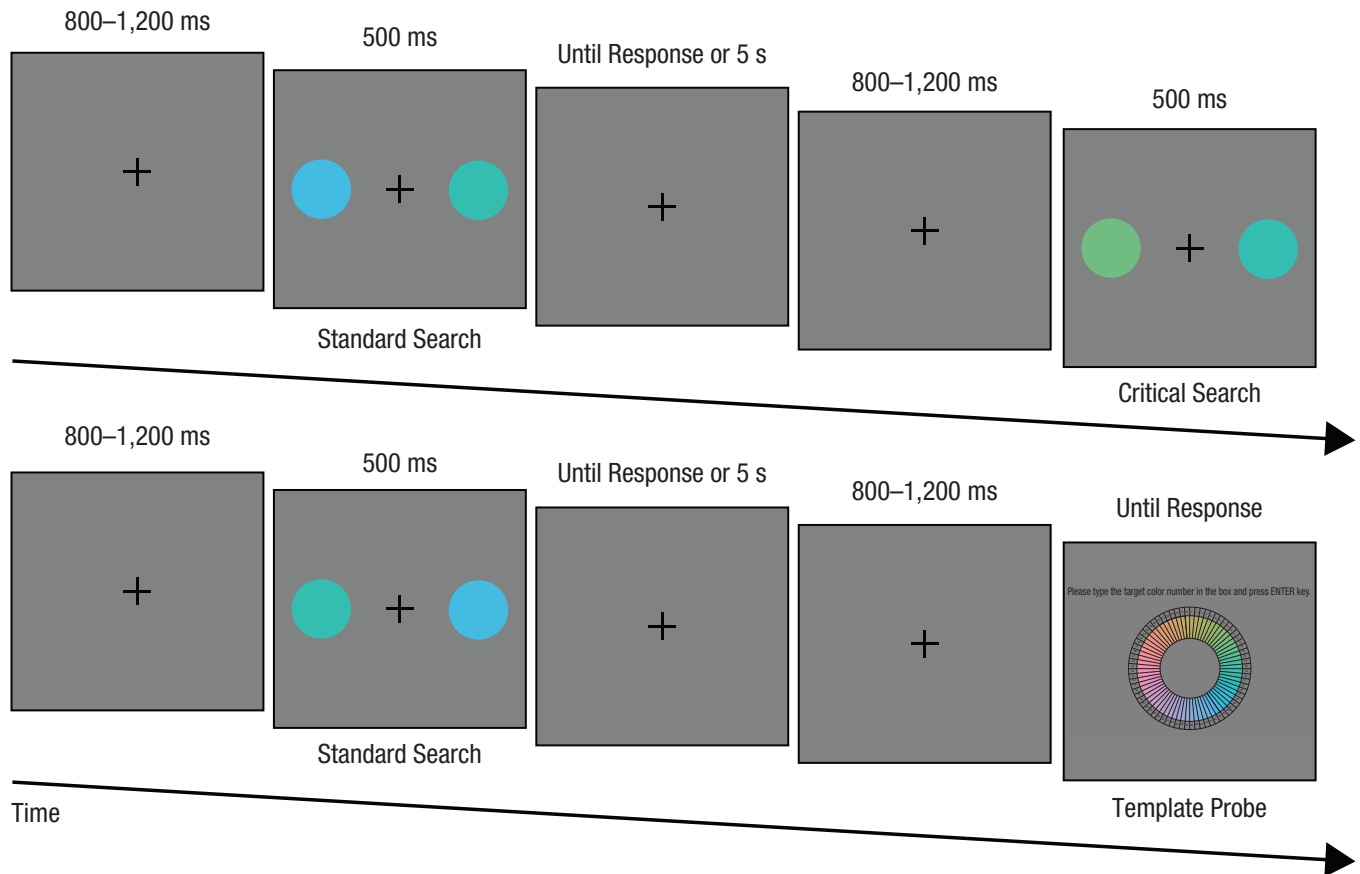 800–1,200 ms
500 ms
Until Response or 5 s
800–1,200 ms
500 ms
Standard Search
Critical Search
800–1,200 ms
500 ms
Until Response or 5 s
800–1,200 ms
Until Response
Please type the target color number in the box and press ENTER key.
Standard Search
Template Probe
Time